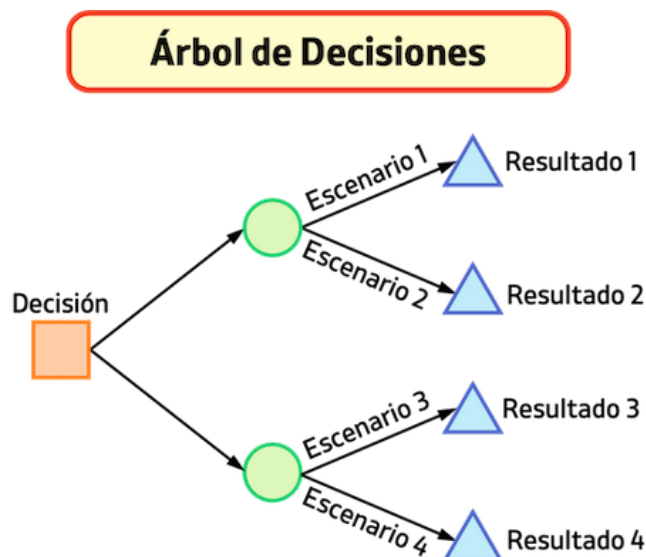 Árbol de Decisiones
Escenario 1
Resultado 1
Escenario 2
Resultado 2
Decisión
Escenario 3
Resultado 3
Escenario 4
Resultado 4